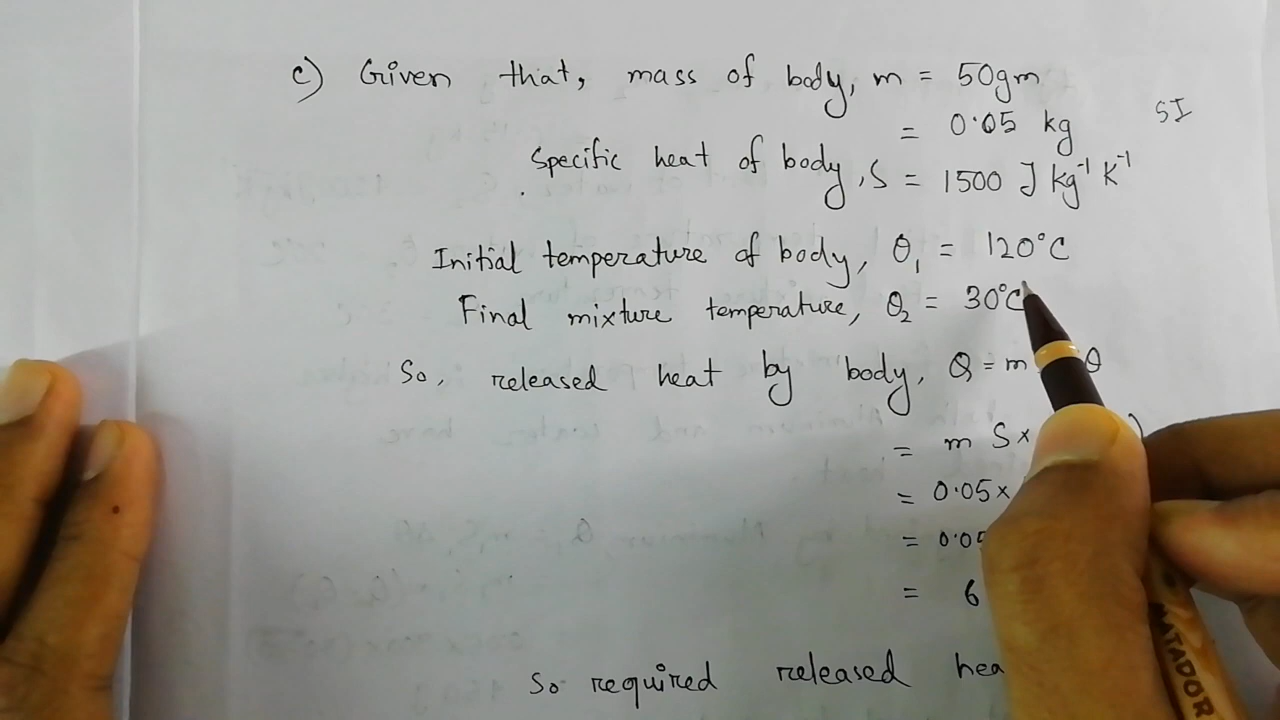 c) Given that, mass of body, m = 50gm
= 0.05 kg
SI
Specific heat of body, S = 1500 J kg⁻¹ K⁻¹
Initial temperature of body, θ₁ = 120°C
Final mixture temperature, θ₂ = 30°C
So, released heat by body, Q = m θ
= m S×
= 0.05×
= 0.05
= 6
So required released
MATADOR